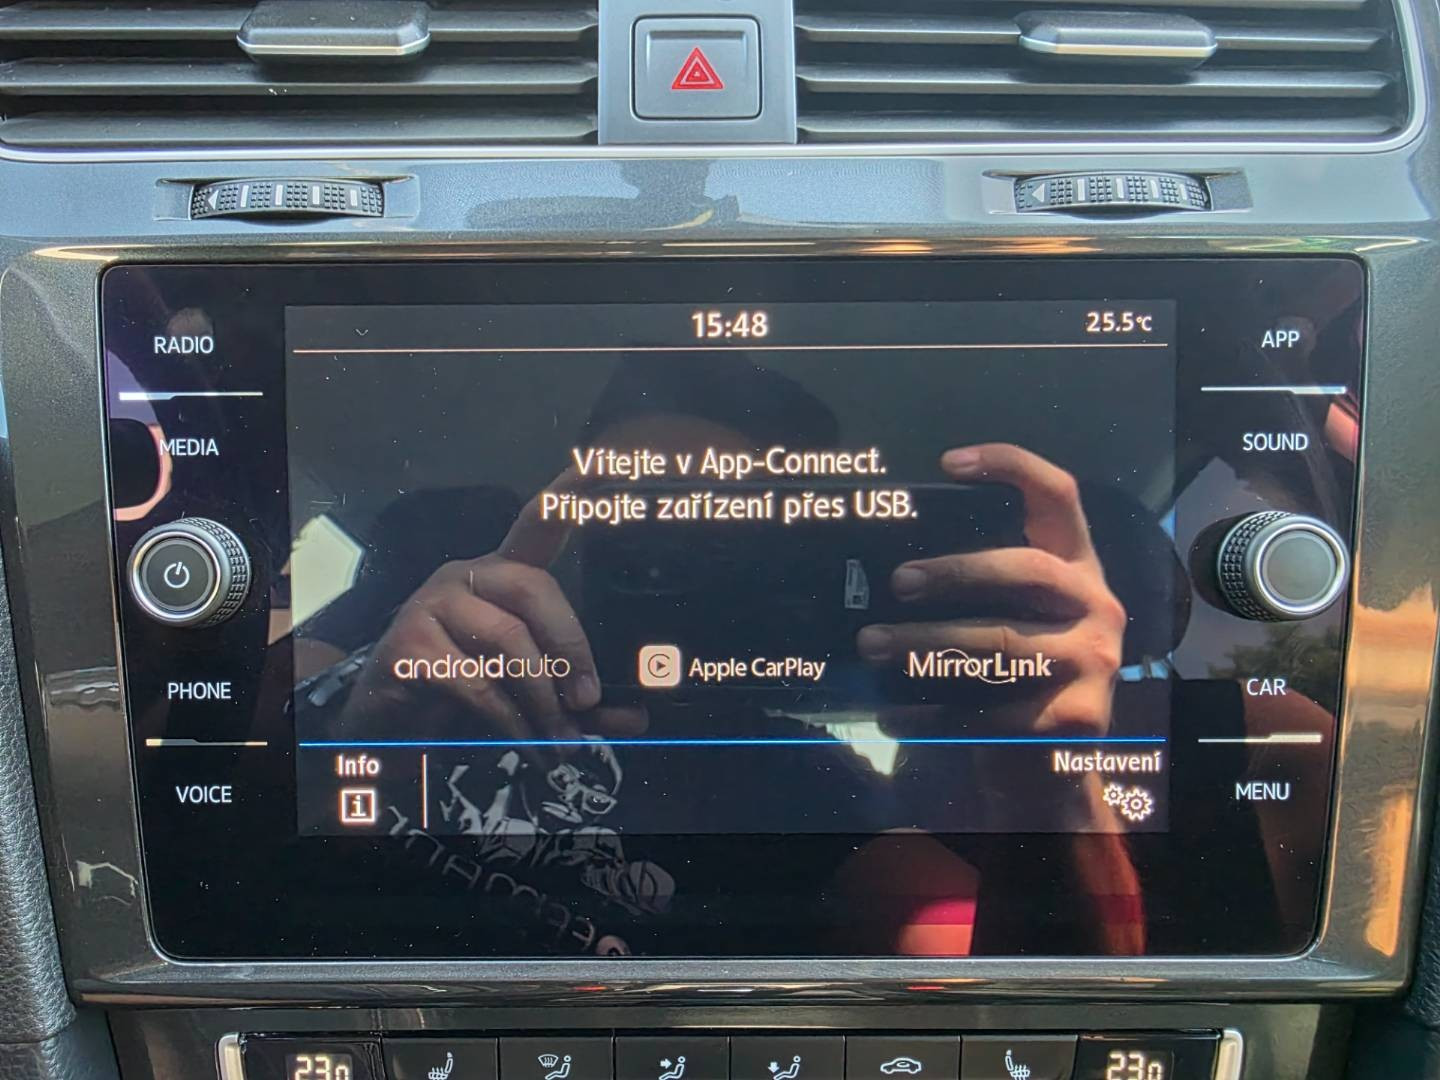 15:48
25.5°C
RADIO
MEDIA
PHONE
VOICE
APP
SOUND
CAR
MENU
Vítejte v App-Connect.
Připojte zařízení přes USB.
androidauto
Apple CarPlay
MirrorLink
Info
i
Nastavení
23.0
23.0